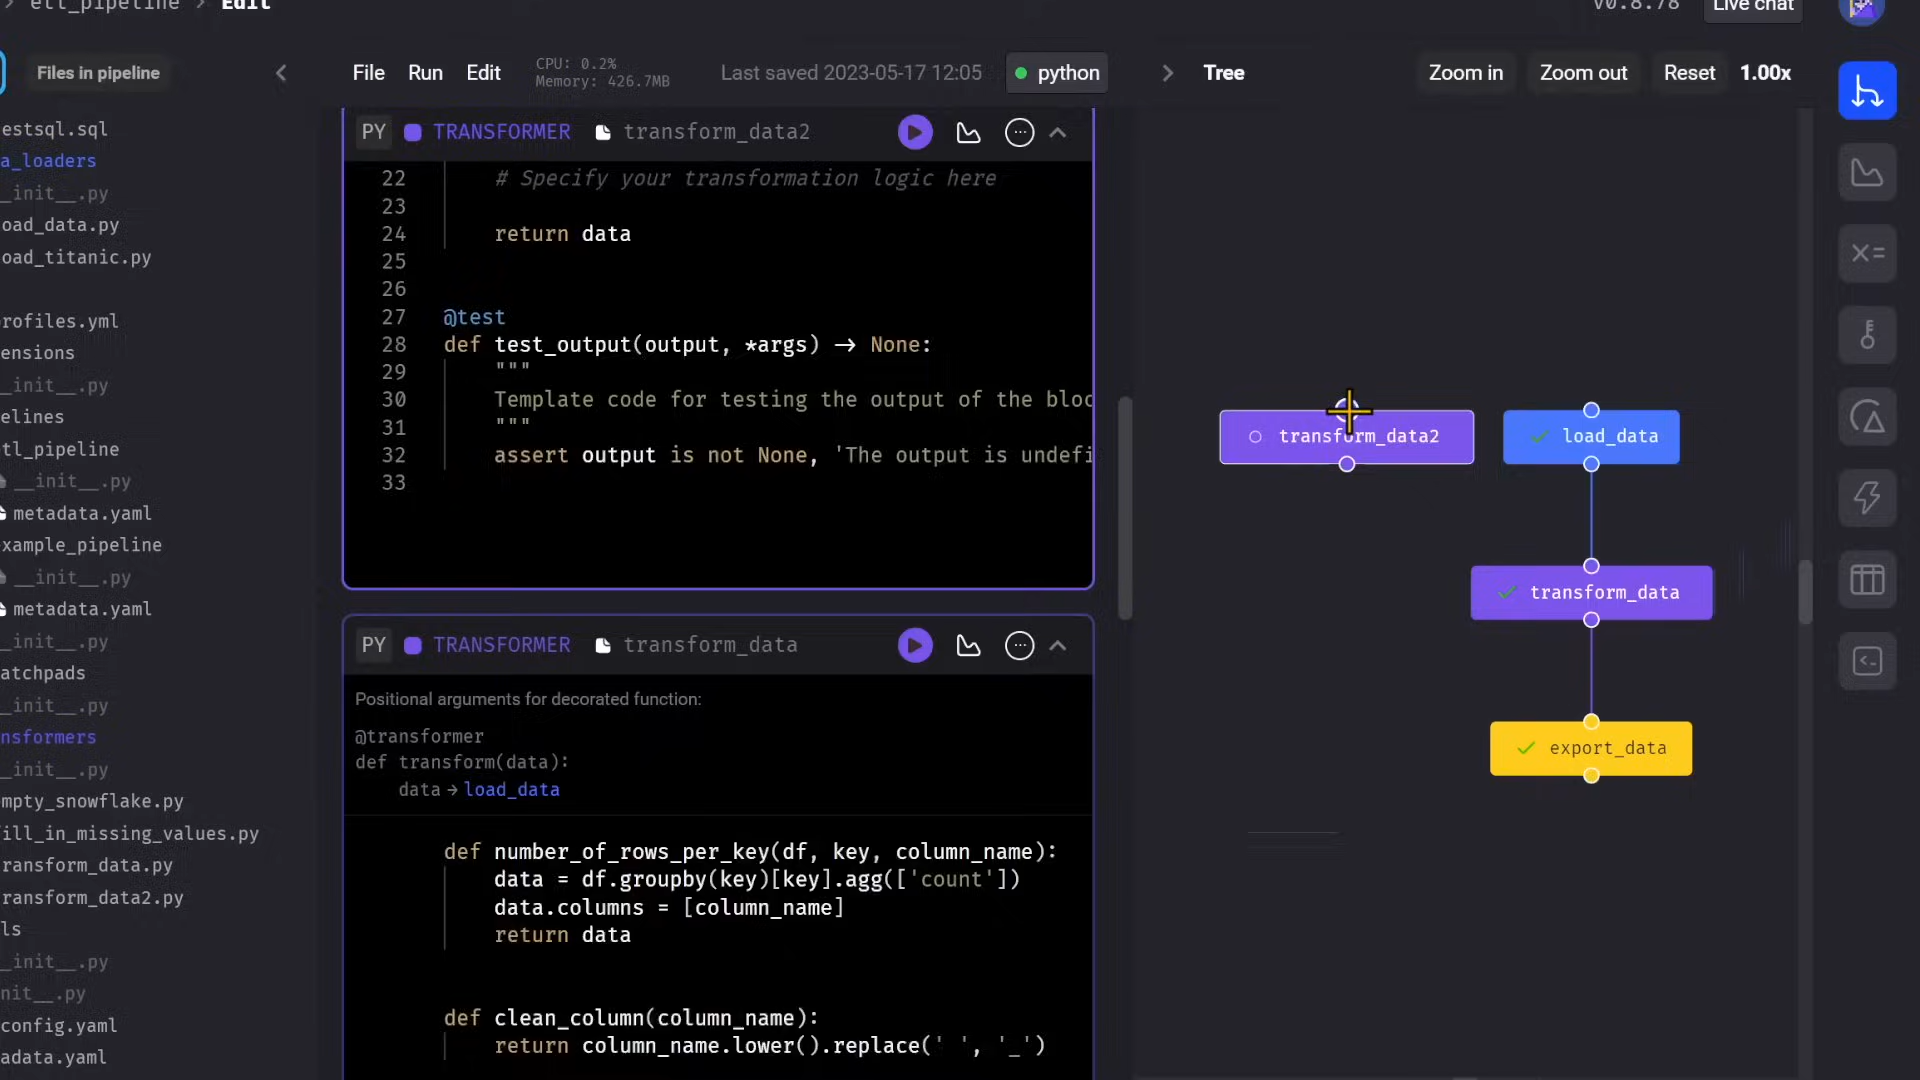 etl_pipeline > Edit
v0.8.78
Live chat
Files in pipeline
File
Run
Edit
CPU: 0.2%
Memory: 426.7MB
Last saved 2023-05-17 12:05
python
Tree
Zoom in
Zoom out
Reset
1.00x
estsql.sql
a_loaders
__init__.py
oad_data.py
oad_titanic.py
rofiles.yml
ensions
__init__.py
elines
tl_pipeline
__init__.py
metadata.yaml
xample_pipeline
__init__.py
metadata.yaml
_init__.py
atchpads
_init__.py
nsformers
_init__.py
mpty_snowflake.py
ill_in_missing_values.py
ransform_data.py
ransform_data2.py
ls
_init__.py
nit__.py
config.yaml
adata.yaml
PY TRANSFORMER transform_data2
22 # Specify your transformation logic here
23
24 return data
25
26
27 @test
28 def test_output(output, *args) → None:
29 """
30 Template code for testing the output of the bloc
31 """
32 assert output is not None, 'The output is undefi
33
PY TRANSFORMER transform_data
Positional arguments for decorated function:
@transformer
def transform(data):
data → load_data
def number_of_rows_per_key(df, key, column_name):
data = df.groupby(key)[key].agg(['count'])
data.columns = [column_name]
return data
def clean_column(column_name):
return column_name.lower().replace(' ', '_')
transform_data2
load_data
transform_data
export_data